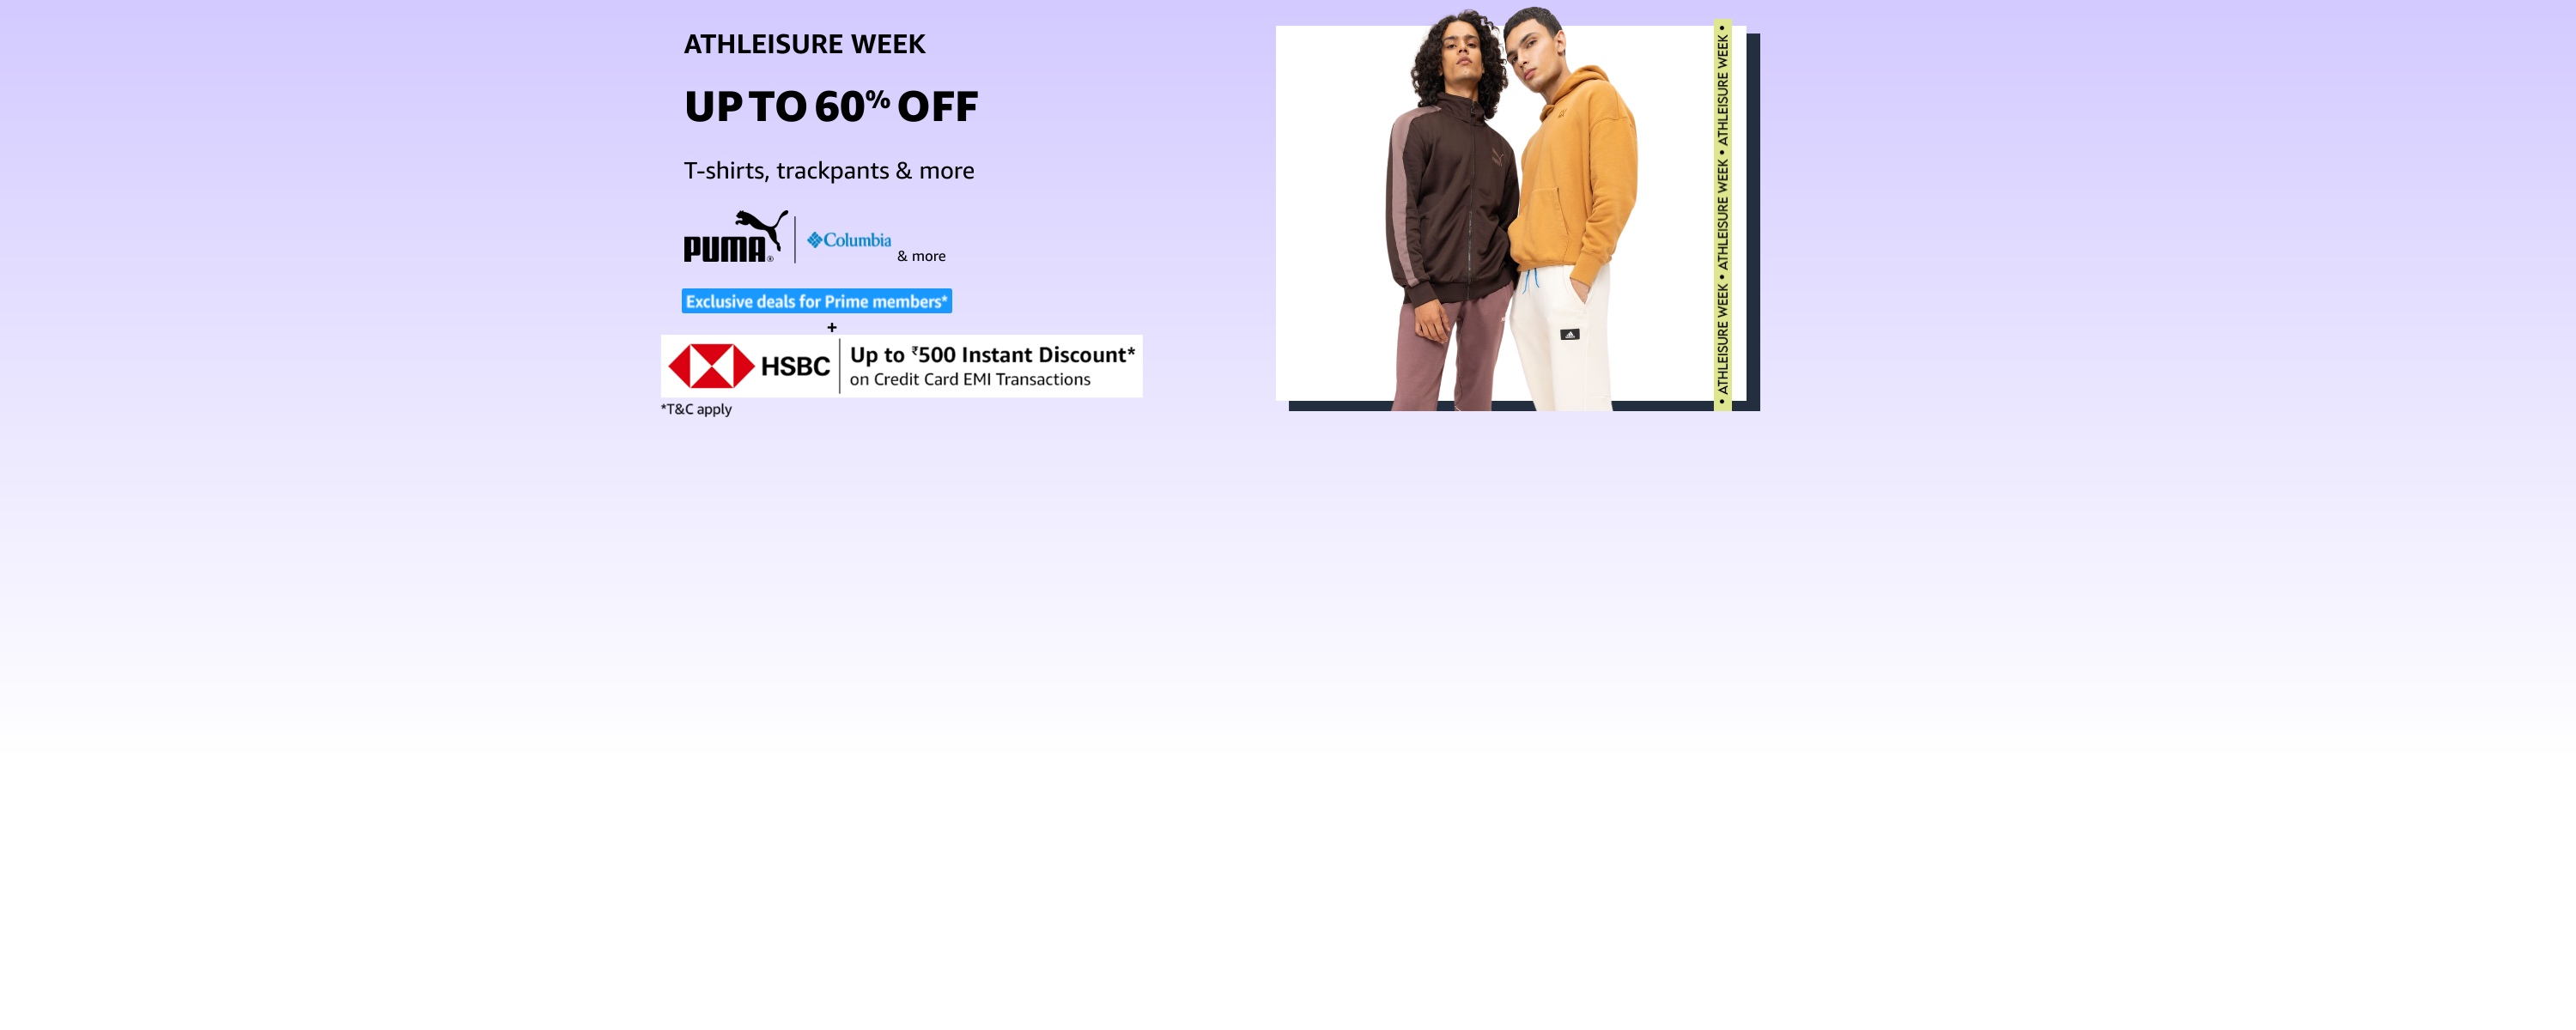 ATHLEISURE WEEK
UP TO 60% OFF
T-shirts, trackpants & more
PUMA®
Columbia
& more
Exclusive deals for Prime members*
+
HSBC
Up to ₹500 Instant Discount*
on Credit Card EMI Transactions
*T&C apply
• ATHLEISURE WEEK • ATHLEISURE WEEK • ATHLEISURE WEEK •